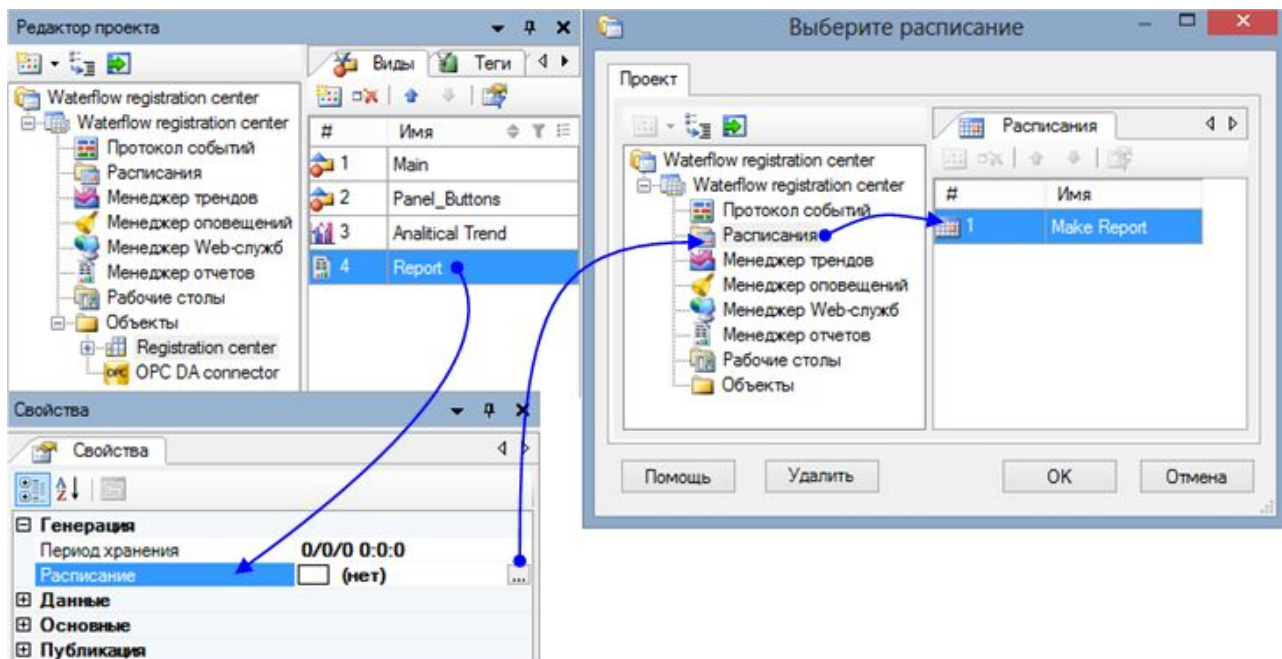 Редактор проекта
Waterflow registration center
Waterflow registration center
Протокол событий
Расписания
Менеджер трендов
Менеджер оповещений
Менеджер Web-служб
Менеджер отчетов
Рабочие столы
Объекты
Registration center
OPC DA connector
Виды Теги
# Имя
1 Main
2 Panel_Buttons
3 Analitical Trend
4 Report
Свойства
Свойства
Генерация
Период хранения 0/0/0 0:0:0
Расписание (нет) ...
Данные
Основные
Публикация
Выберите расписание
Проект
Waterflow registration center
Waterflow registration center
Протокол событий
Расписания
Менеджер трендов
Менеджер оповещений
Менеджер Web-служб
Менеджер отчетов
Рабочие столы
Объекты
Расписания
# Имя
1 Make Report
Помощь Удалить ОК Отмена